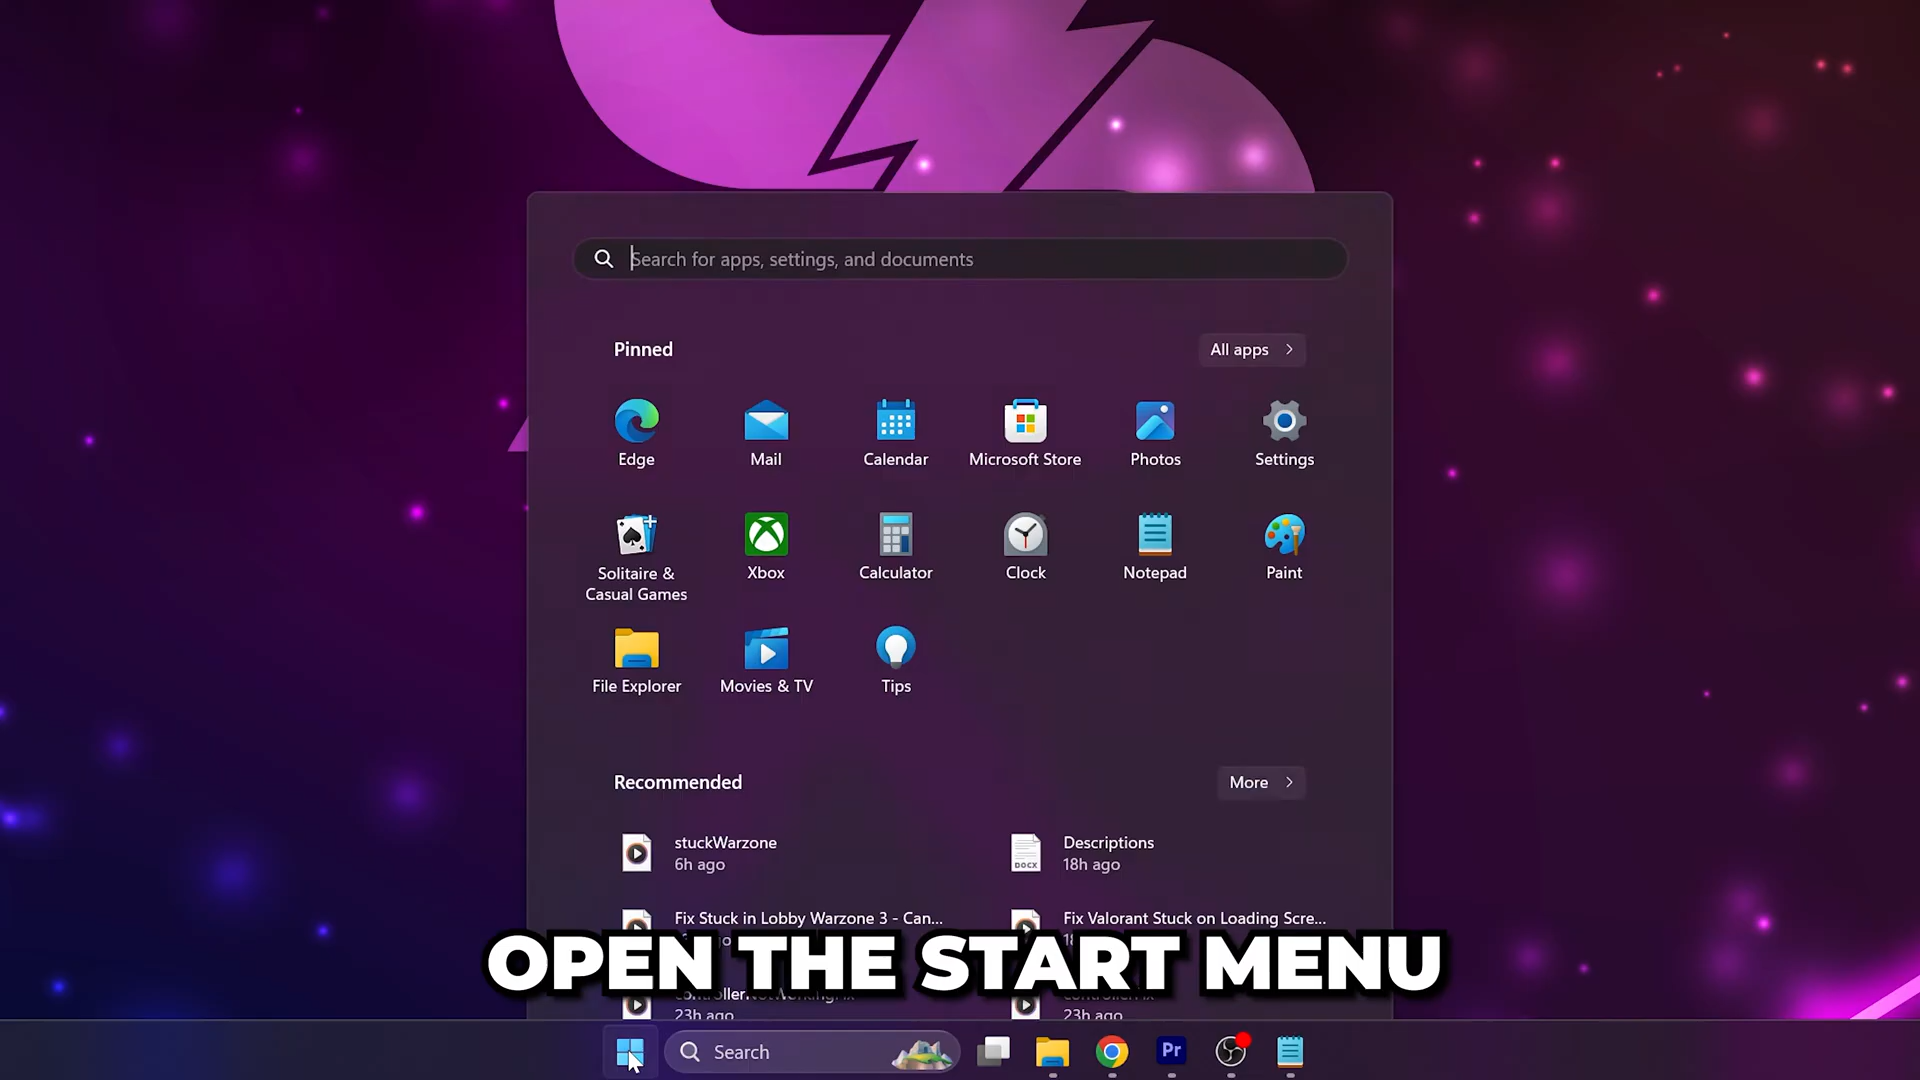 Search for apps, settings, and documents
Pinned
All apps
Edge
Mail
Calendar
Microsoft Store
Photos
Settings
Solitaire &
Casual Games
Xbox
Calculator
Clock
Notepad
Paint
File Explorer
Movies & TV
Tips
Recommended
More
stuckWarzone
6h ago
Descriptions
18h ago
DOCX
Fix Stuck in Lobby Warzone 3 - Can...
Fix Valorant Stuck on Loading Scre...
OPEN THE START MENU
23h ago
23h ago
Search
Pr